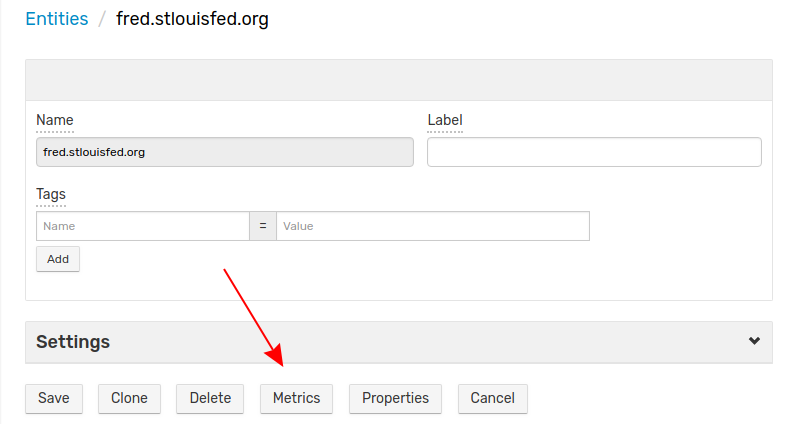 Entities / fred.stlouisfed.org
Name Label
fred.stlouisfed.org
Tags
Name = Value
Add
Settings
Save Clone Delete Metrics Properties Cancel